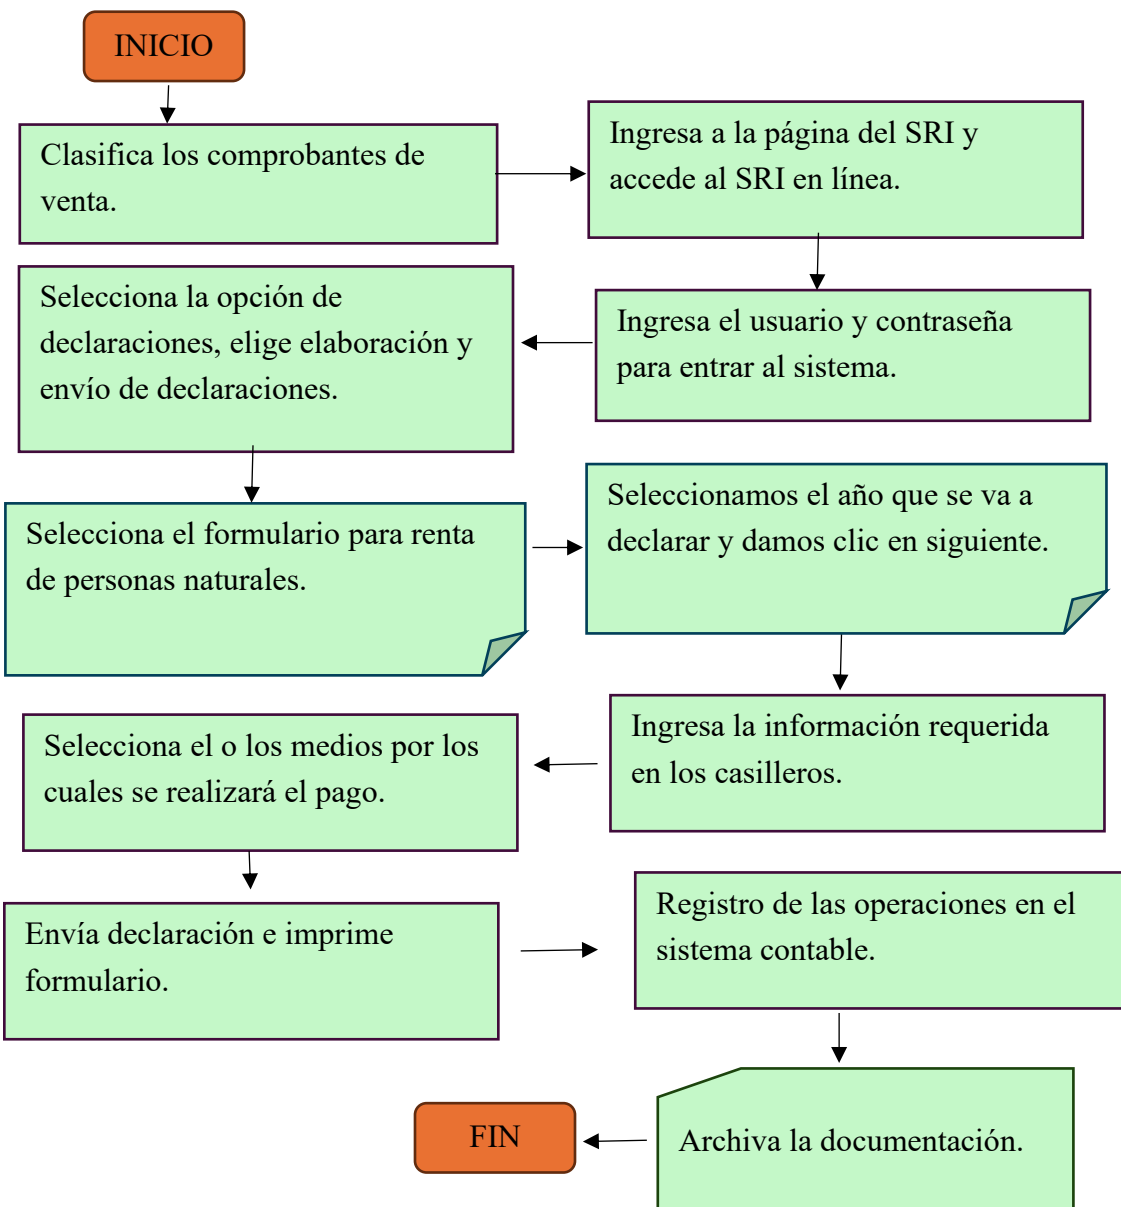 INICIO
Clasifica los comprobantes de
venta.
Ingresa a la página del SRI y
accede al SRI en línea.
Ingresa el usuario y contraseña
para entrar al sistema.
Selecciona la opción de
declaraciones, elige elaboración y
envío de declaraciones.
Selecciona el formulario para renta
de personas naturales.
Seleccionamos el año que se va a
declarar y damos clic en siguiente.
Ingresa la información requerida
en los casilleros.
Selecciona el o los medios por los
cuales se realizará el pago.
Envía declaración e imprime
formulario.
Registro de las operaciones en el
sistema contable.
Archiva la documentación.
FIN